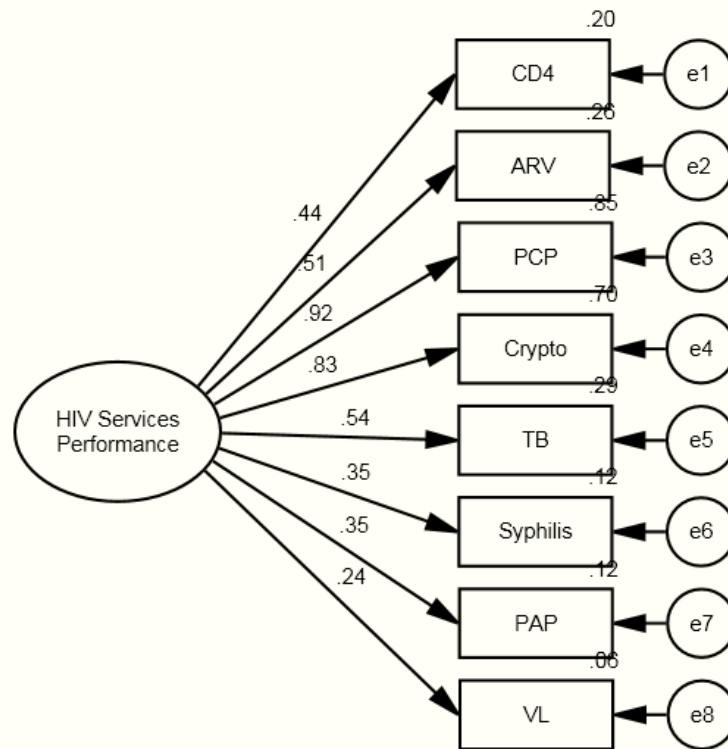 .20
CD4
e1
.26
ARV
e2
.85
PCP
e3
.70
Crypto
e4
.29
TB
e5
.12
Syphilis
e6
.12
PAP
e7
.06
VL
e8
.44
.51
.92
.83
.54
.35
.35
.24
HIV Services
Performance